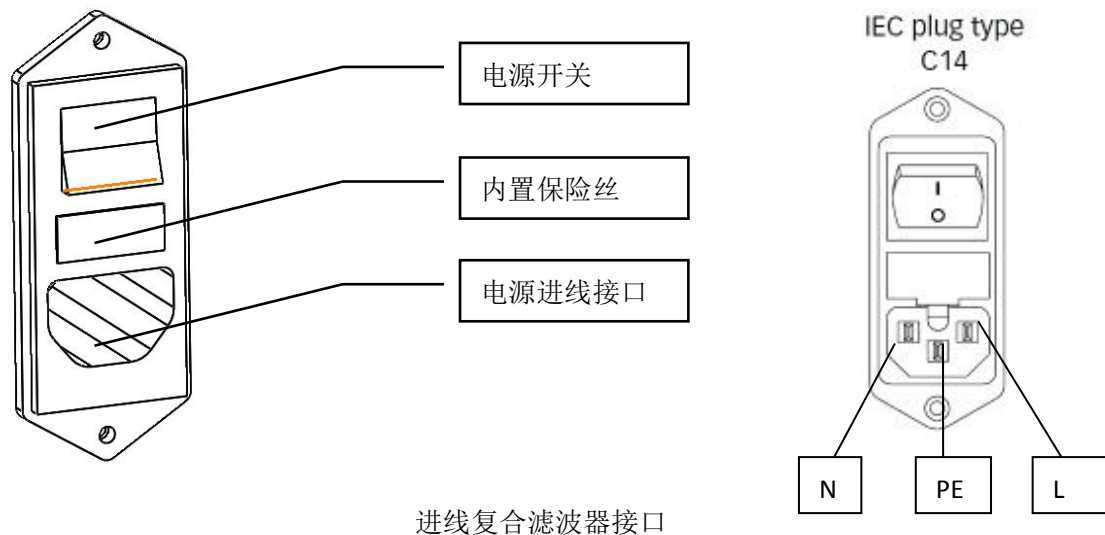 IEC plug type
C14
电源开关
内置保险丝
电源进线接口
I
O
N
PE
L
进线复合滤波器接口